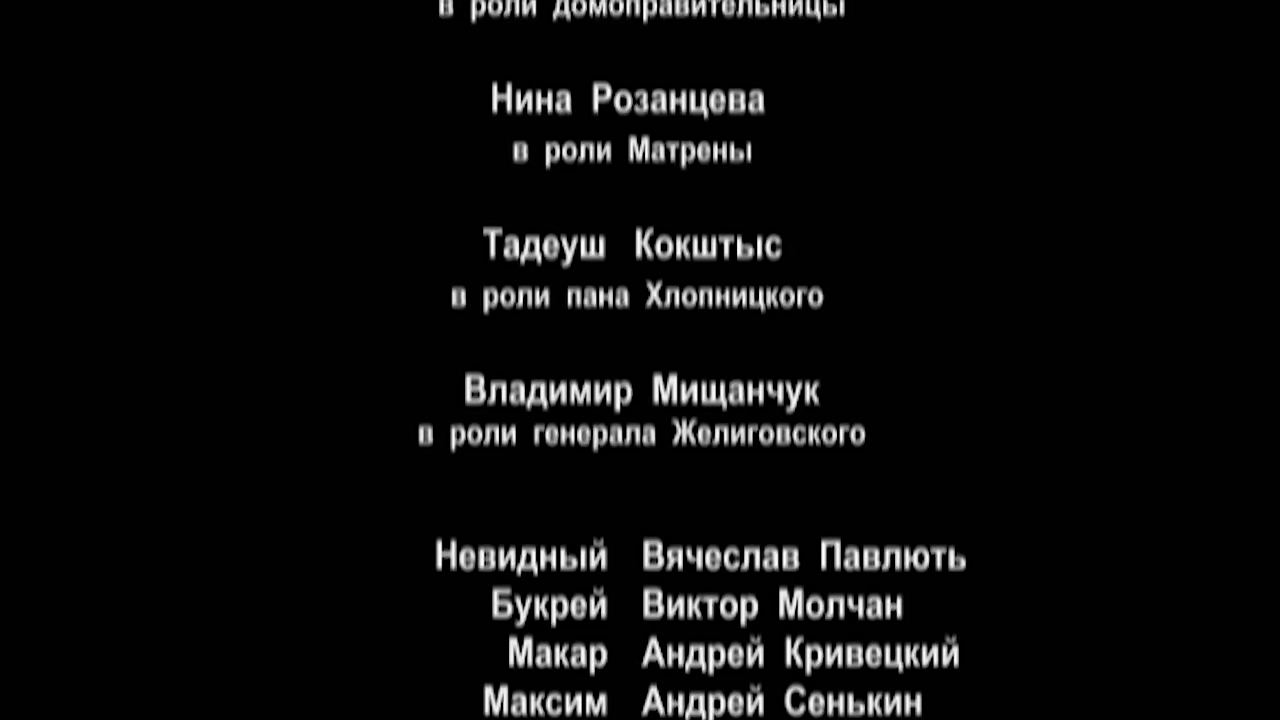 в роли домоправительницы
Нина Розанцева
в роли Матрены
Тадеуш Кокштыс
в роли пана Хлопницкого
Владимир Мищанчук
в роли генерала Желиговского
Невидный Вячеслав Павлють
Букрей Виктор Молчан
Макар Андрей Кривецкий
Максим Андрей Сенькин